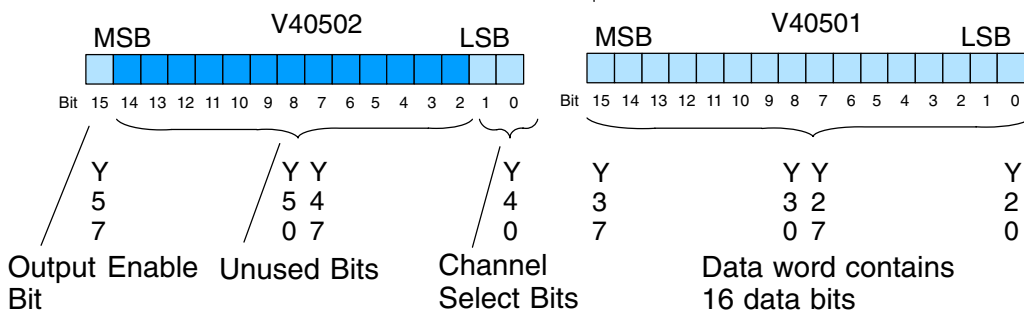 V40502 V40501
MSB LSB MSB LSB
Bit 15 14 13 12 11 10 9 8 7 6 5 4 3 2 1 0 Bit 15 14 13 12 11 10 9 8 7 6 5 4 3 2 1 0
Y Y Y Y Y Y Y Y
5 5 4 4 3 3 2 2
7 0 7 0 7 0 7 0
Output Enable Unused Bits Channel Data word contains
Bit Select Bits 16 data bits